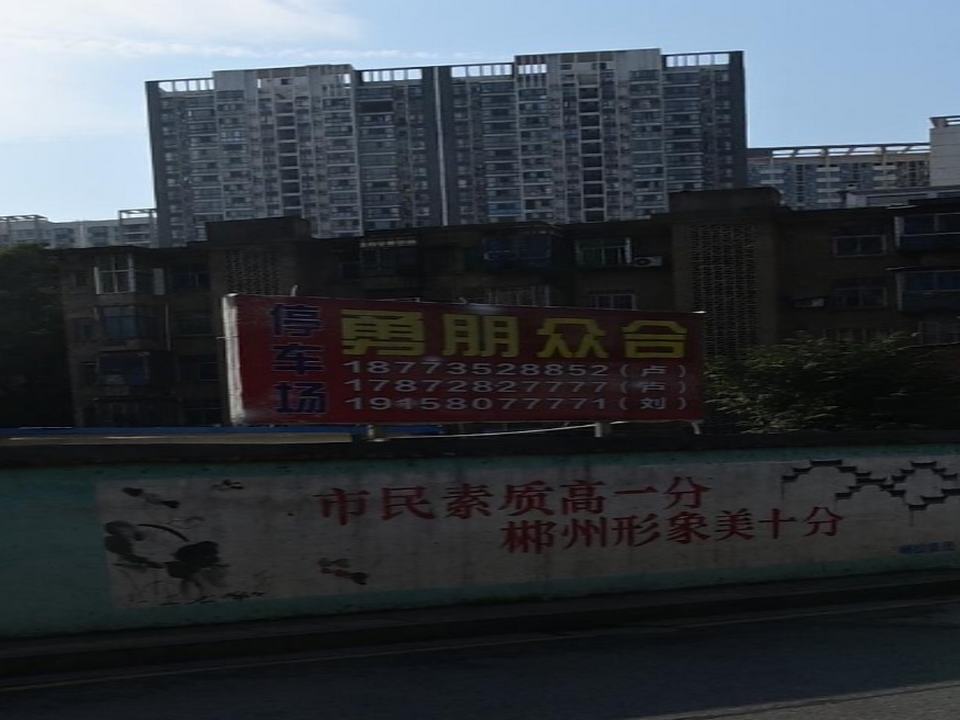 停车场
勇朋众合
18773528852（卢）
17872827777（芦）
19158077771（刘）
市民素质高一分
郴州形象美十分